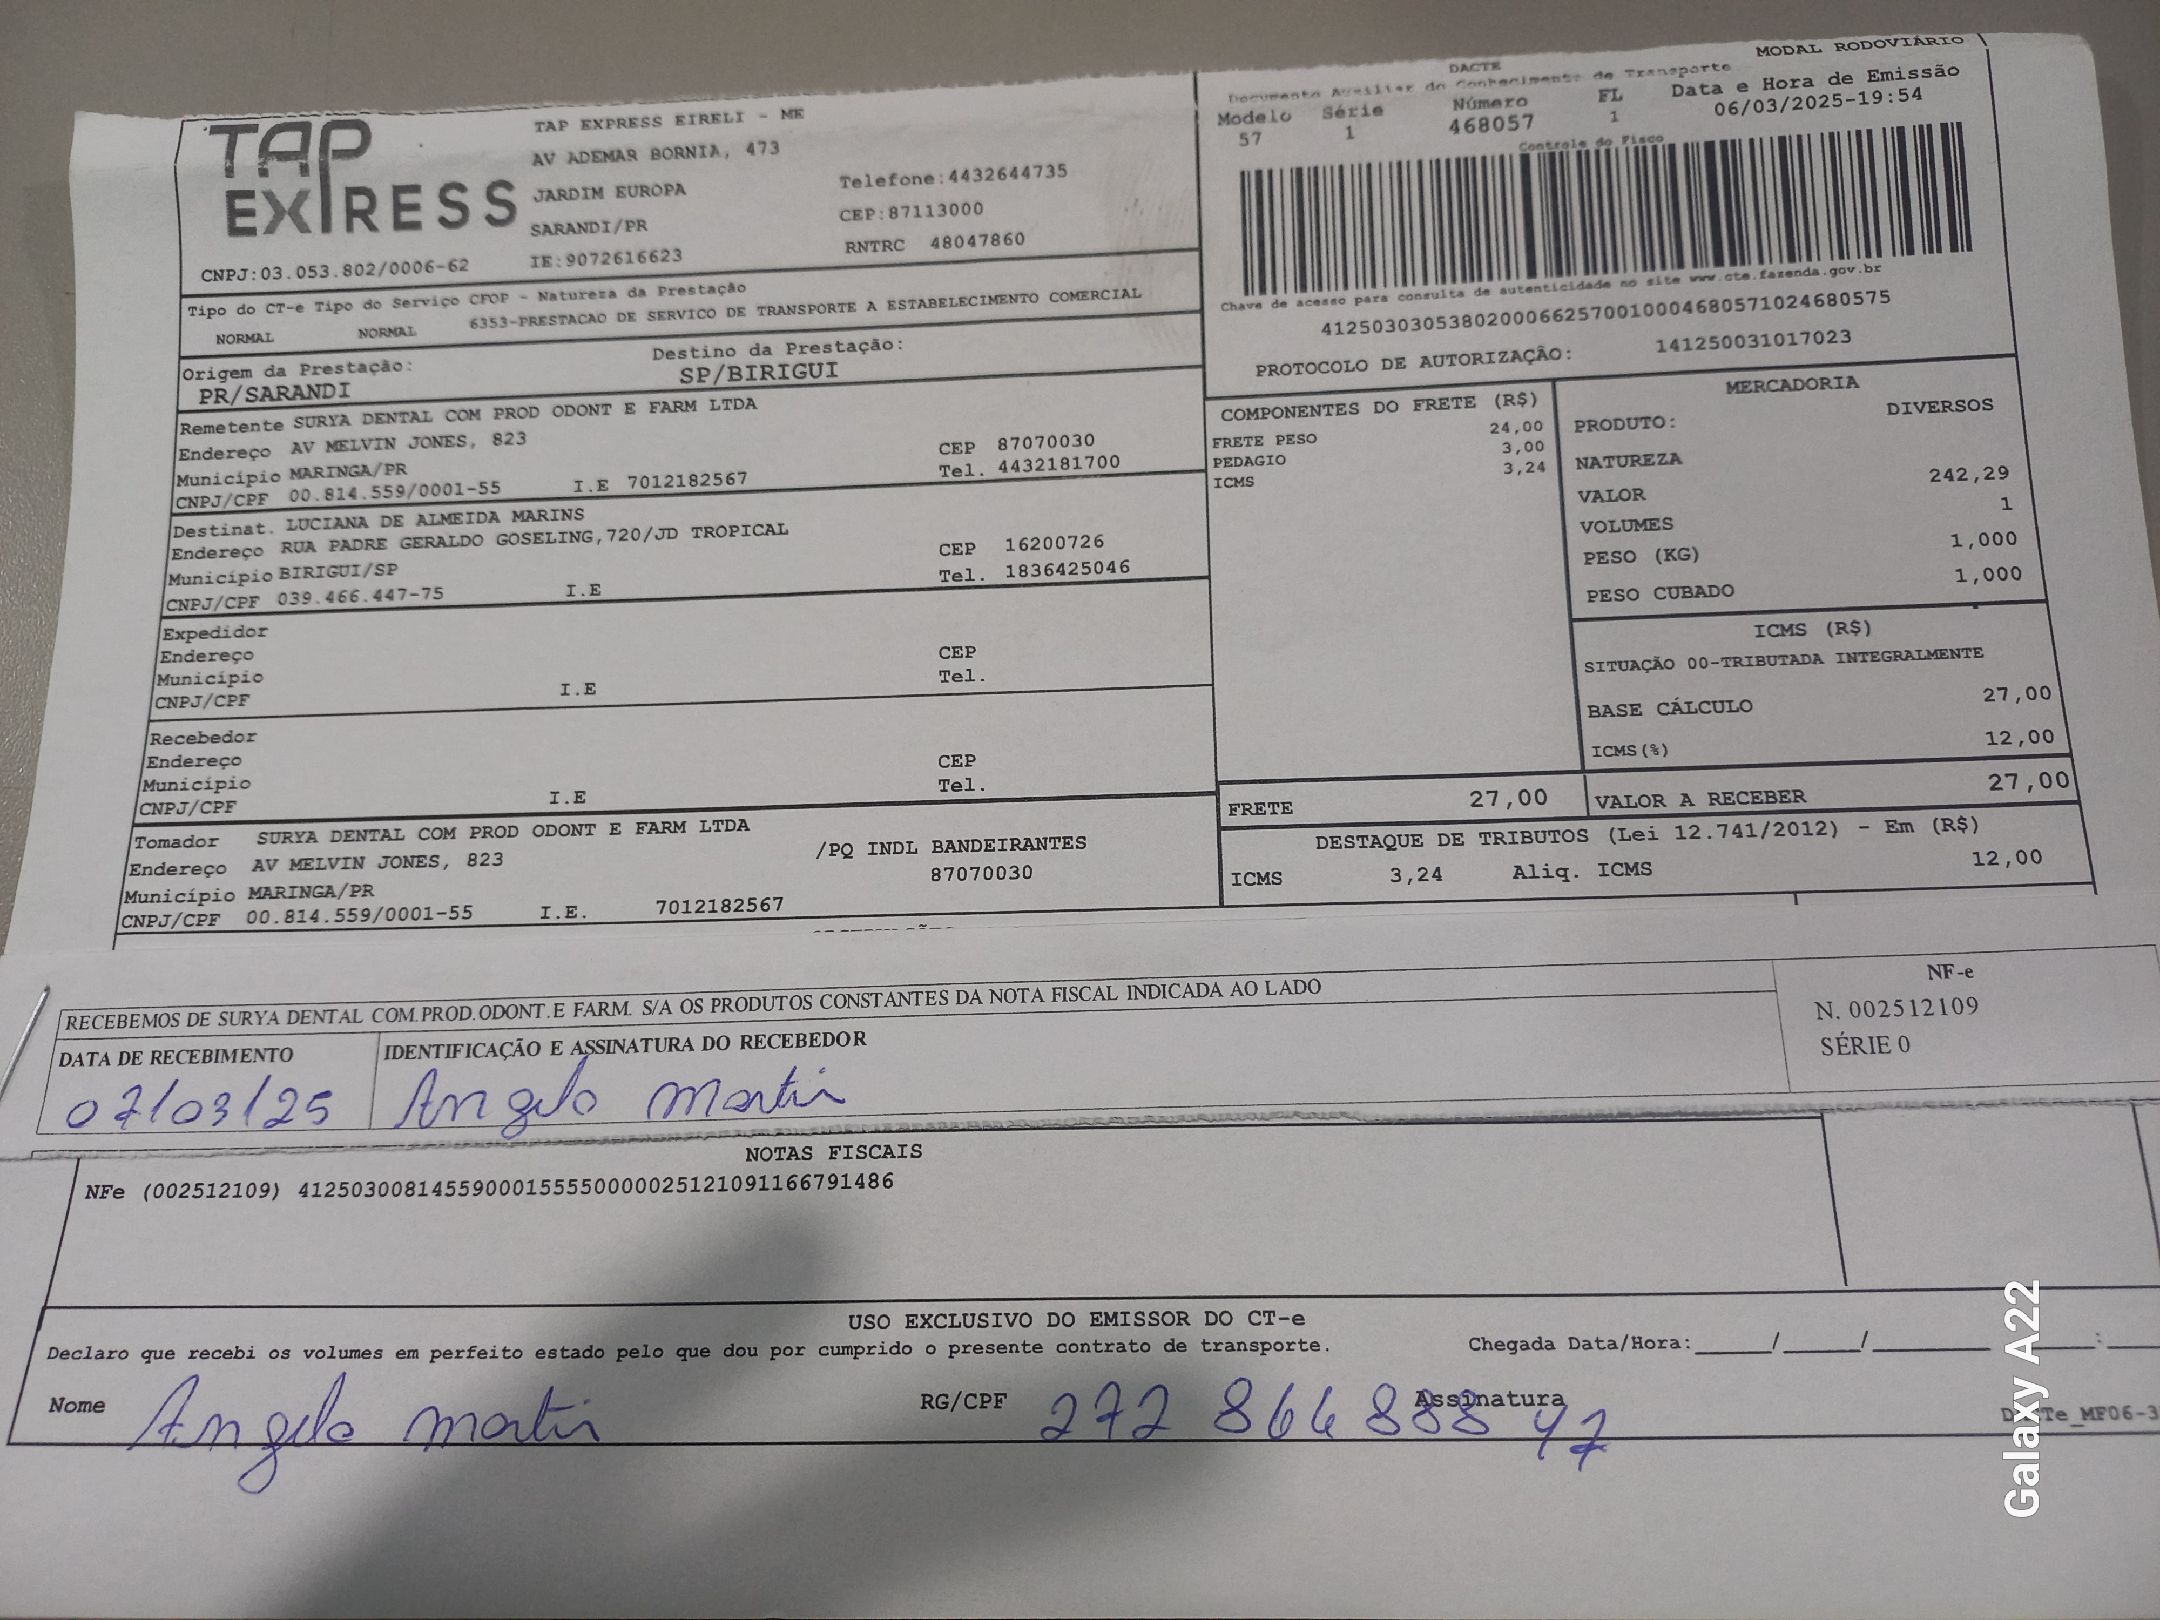 TAP EXPRESS
TAP EXPRESS EIRELI - ME
AV ADEMAR BORNIA, 473
JARDIM EUROPA
SARANDI/PR
IE:9072616623
Telefone:4432644735
CEP:87113000
RNTRC 48047860
CNPJ:03.053.802/0006-62
MODAL RODOVIÁRIO
DACTE
Documento Auxiliar do Conhecimento de Transporte
Modelo Série Número FL Data e Hora de Emissão
57 1 468057 1 06/03/2025-19:54
Controle do Fisco
Chave de acesso para consulta de autenticidade no site www.cte.fazenda.gov.br
41250303053802000662570010004680571024680575
PROTOCOLO DE AUTORIZAÇÃO: 141250031017023
Tipo do CT-e Tipo do Serviço CFOP - Natureza da Prestação
NORMAL NORMAL 6353-PRESTACAO DE SERVICO DE TRANSPORTE A ESTABELECIMENTO COMERCIAL
Origem da Prestação: Destino da Prestação:
PR/SARANDI SP/BIRIGUI
Remetente SURYA DENTAL COM PROD ODONT E FARM LTDA
Endereço AV MELVIN JONES, 823 CEP 87070030
Município MARINGA/PR Tel. 4432181700
CNPJ/CPF 00.814.559/0001-55 I.E 7012182567
Destinat. LUCIANA DE ALMEIDA MARINS
Endereço RUA PADRE GERALDO GOSELING,720/JD TROPICAL CEP 16200726
Município BIRIGUI/SP Tel. 1836425046
CNPJ/CPF 039.466.447-75 I.E
Expedidor
Endereço CEP
Município Tel.
CNPJ/CPF I.E
Recebedor
Endereço CEP
Município Tel.
CNPJ/CPF I.E
Tomador SURYA DENTAL COM PROD ODONT E FARM LTDA
Endereço AV MELVIN JONES, 823 /PQ INDL BANDEIRANTES
Município MARINGA/PR 87070030
CNPJ/CPF 00.814.559/0001-55 I.E. 7012182567
COMPONENTES DO FRETE (R$)
FRETE PESO 24,00
PEDAGIO 3,00
ICMS 3,24
MERCADORIA
PRODUTO: DIVERSOS
NATUREZA
VALOR 242,29
VOLUMES 1
PESO (KG) 1,000
PESO CUBADO 1,000
ICMS (R$)
SITUAÇÃO 00-TRIBUTADA INTEGRALMENTE
BASE CÁLCULO 27,00
ICMS(%) 12,00
FRETE 27,00 VALOR A RECEBER 27,00
DESTAQUE DE TRIBUTOS (Lei 12.741/2012) - Em (R$)
ICMS 3,24 Aliq. ICMS 12,00
RECEBEMOS DE SURYA DENTAL COM.PROD.ODONT.E FARM. S/A OS PRODUTOS CONSTANTES DA NOTA FISCAL INDICADA AO LADO
NF-e
N. 002512109
SÉRIE 0
DATA DE RECEBIMENTO IDENTIFICAÇÃO E ASSINATURA DO RECEBEDOR
07/03/25 Angelo Martin
NOTAS FISCAIS
NFe (002512109) 41250300814559000155550000025121091166791486
USO EXCLUSIVO DO EMISSOR DO CT-e
Declaro que recebi os volumes em perfeito estado pelo que dou por cumprido o presente contrato de transporte. Chegada Data/Hora:____/____/________ :
Nome Angelo Martin RG/CPF 272 864 888 47 Assinatura
Galaxy A22